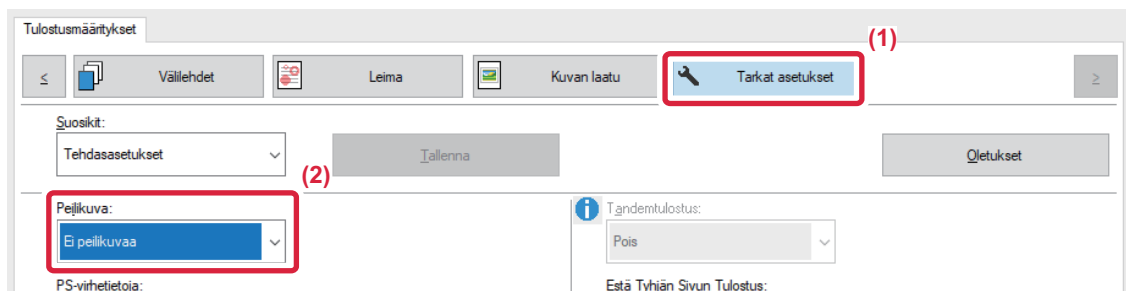 Tulostusmääritykset
(1)
< Välilehdet Leima Kuvan laatu Tarkat asetukset >
Suosikit:
Tehdasasetukset Tallenna Oletukset
(2)
Peilikuva: Tandemtulostus:
Ei peilikuvaa Pois
PS-virhetietoja: Estä Tyhjän Sivun Tulostus: